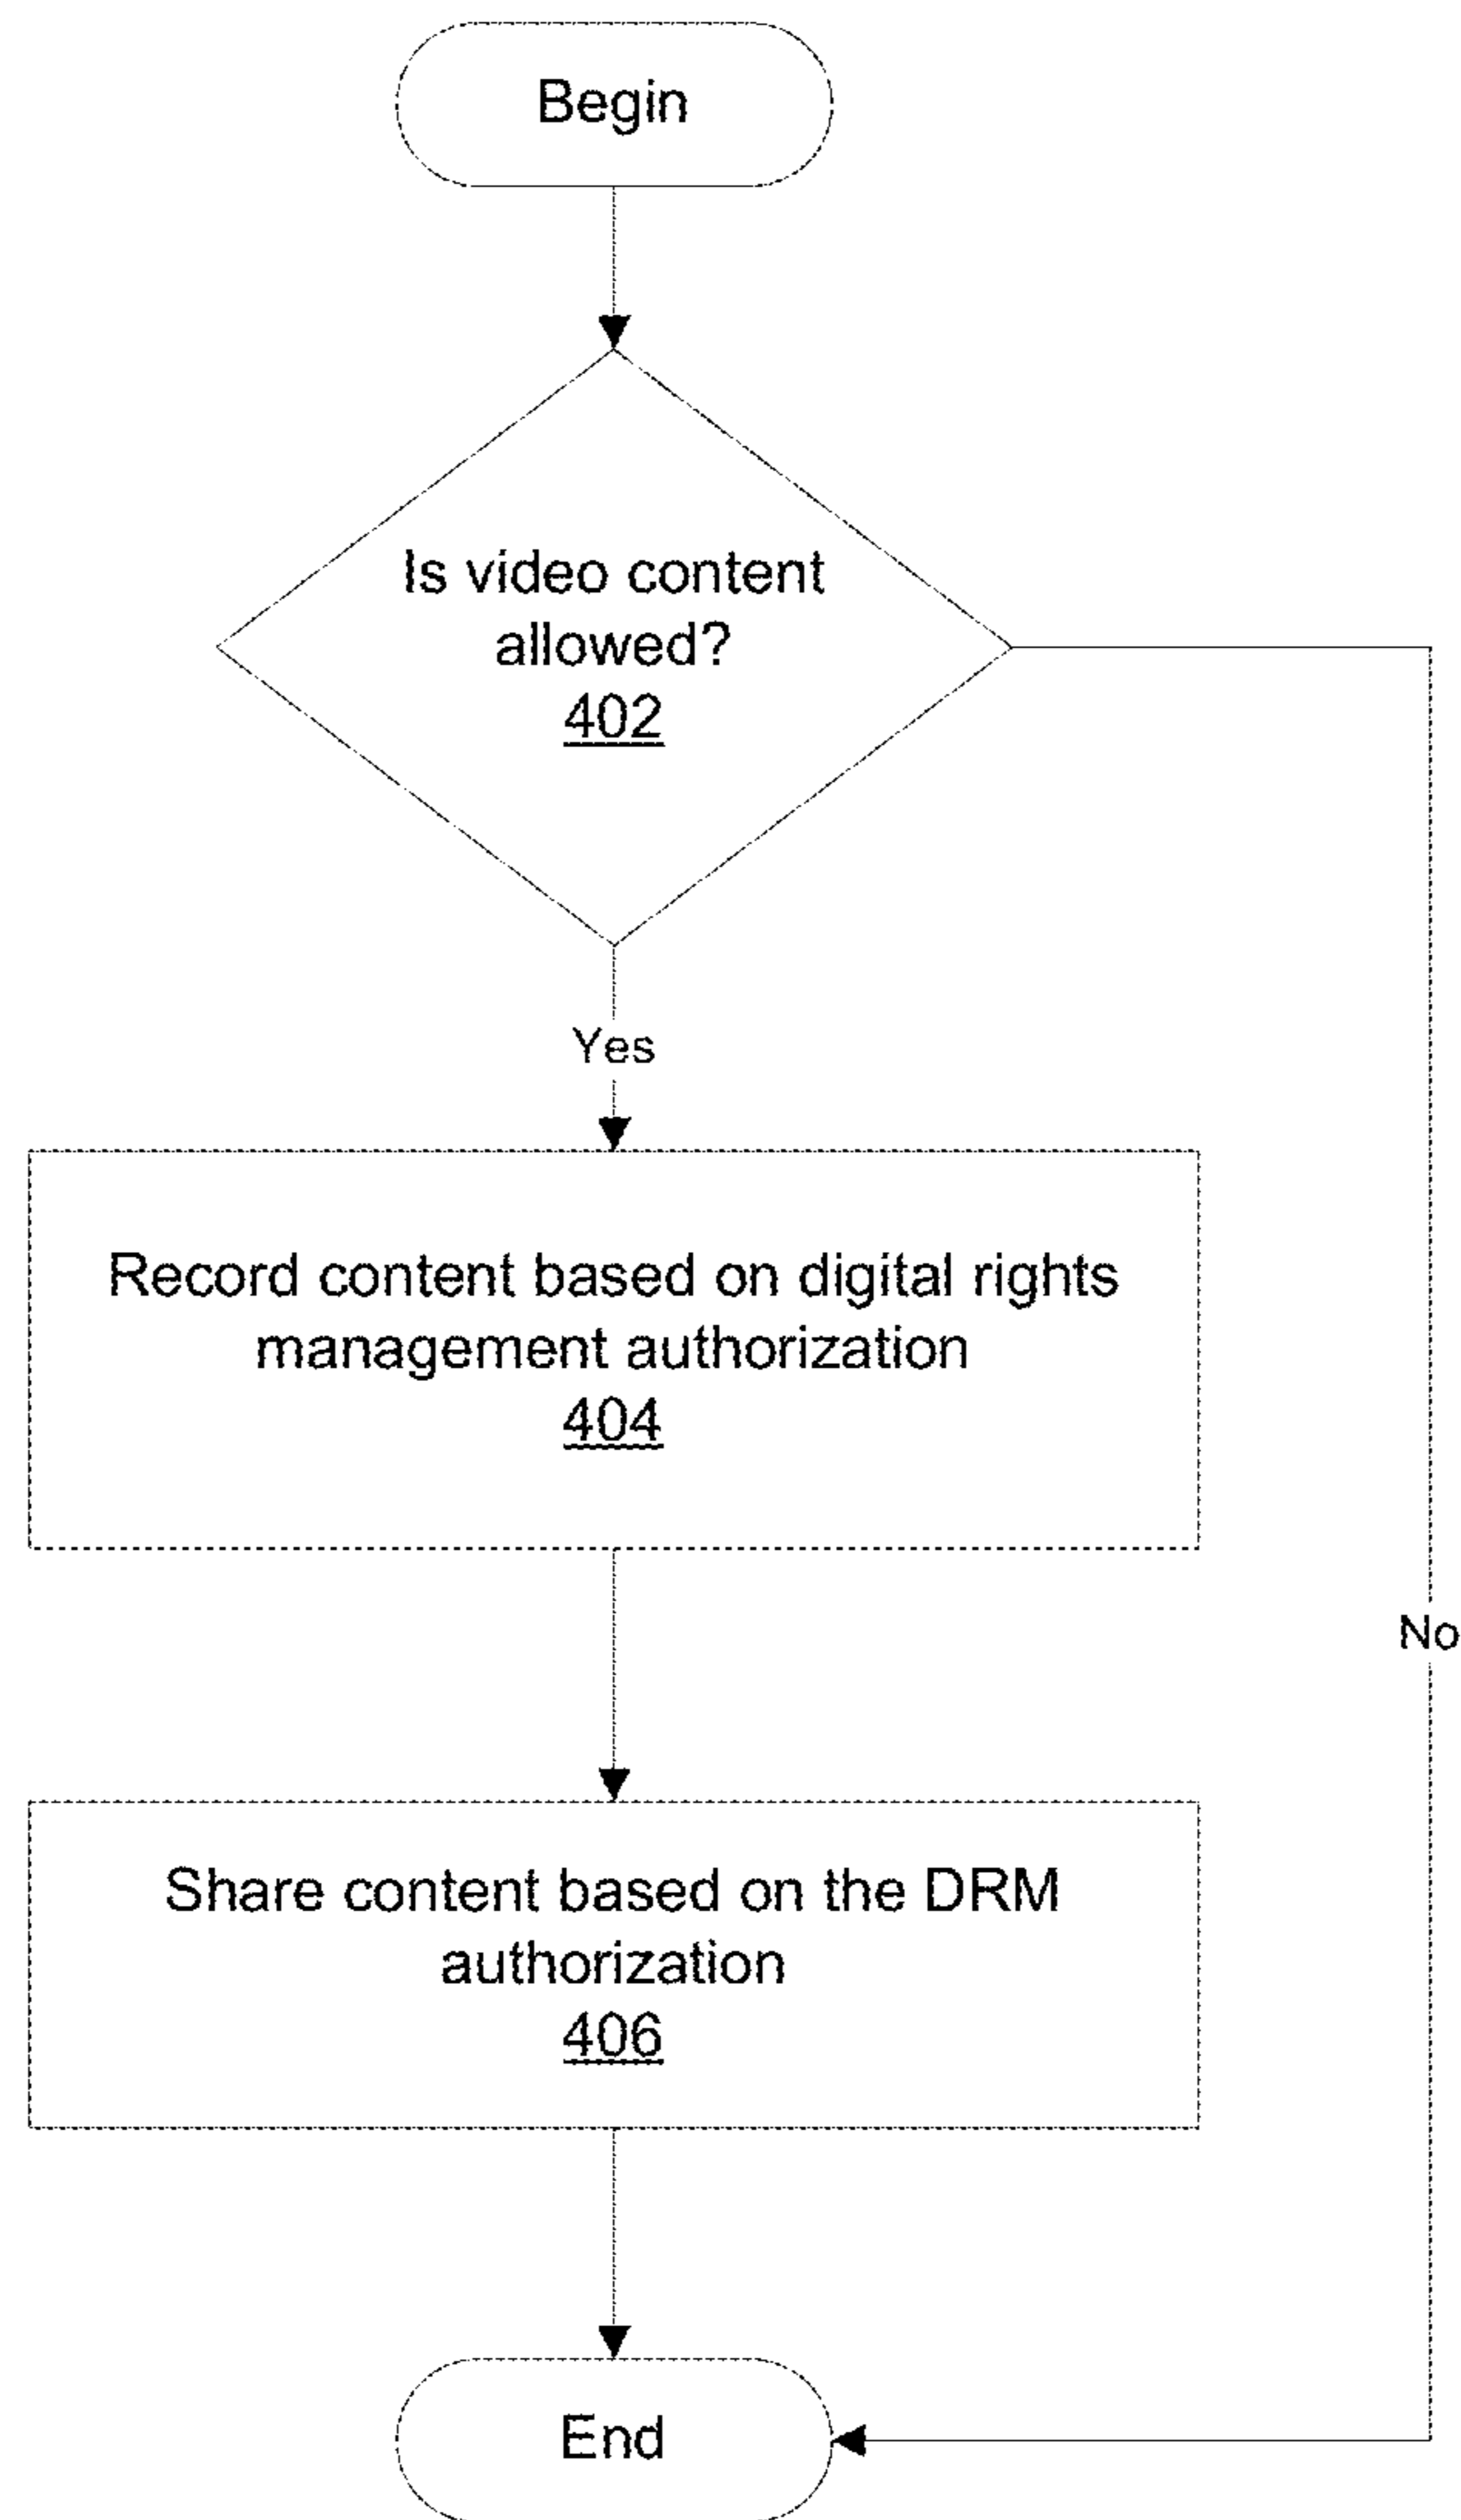 Begin
Is video content
allowed?
402
Yes
Record content based on digital rights
management authorization
404
No
Share content based on the DRM
authorization
406
End